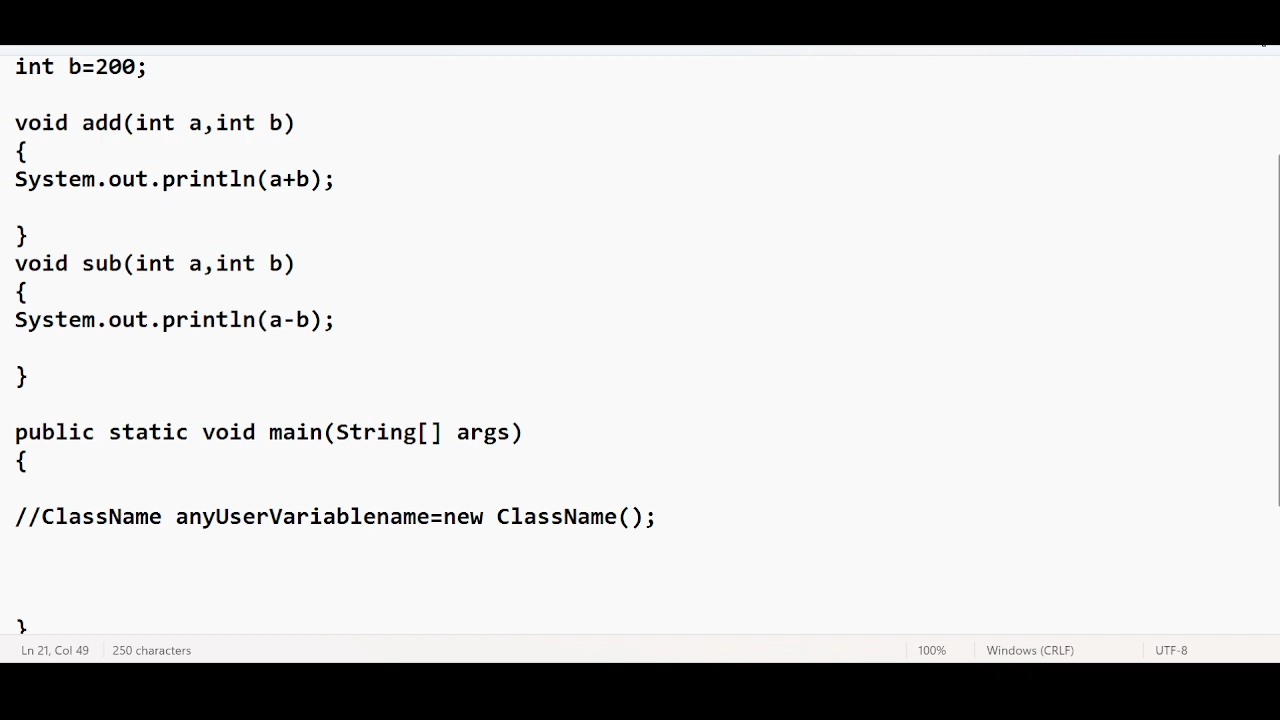 int b=200;
void add(int a,int b)
{
System.out.println(a+b);
}
void sub(int a,int b)
{
System.out.println(a-b);
}
public static void main(String[] args)
{
//ClassName anyUserVariablename=new ClassName();
}
Ln 21, Col 49 250 characters 100% Windows (CRLF) UTF-8